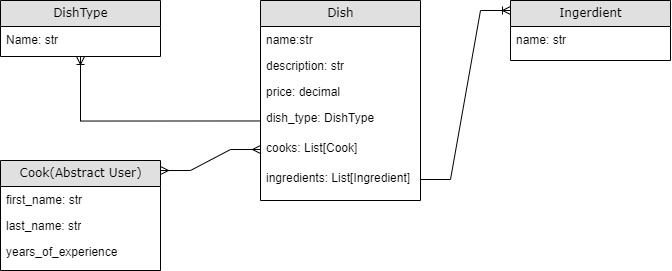 DishType
Name: str
Dish
name:str
description: str
price: decimal
dish_type: DishType
cooks: List[Cook]
ingredients: List[Ingredient]
Ingerdient
name: str
Cook(Abstract User)
first_name: str
last_name: str
years_of_experience